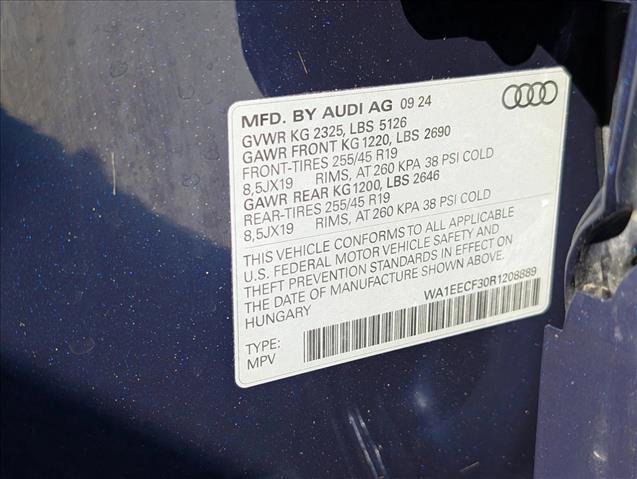 MFD. BY AUDI AG 09 24
GVWR KG 2325, LBS 5126
GAWR FRONT KG 1220, LBS 2690
FRONT-TIRES 255/45 R19
8,5JX19 RIMS, AT 260 KPA 38 PSI COLD
GAWR REAR KG1200, LBS 2646
REAR-TIRES 255/45 R19
8,5JX19 RIMS, AT 260 KPA 38 PSI COLD
THIS VEHICLE CONFORMS TO ALL APPLICABLE
U.S. FEDERAL MOTOR VEHICLE SAFETY AND
THEFT PREVENTION STANDARDS IN EFFECT ON
THE DATE OF MANUFACTURE SHOWN ABOVE.
HUNGARY
WA1EECF30R1208889
TYPE:
MPV